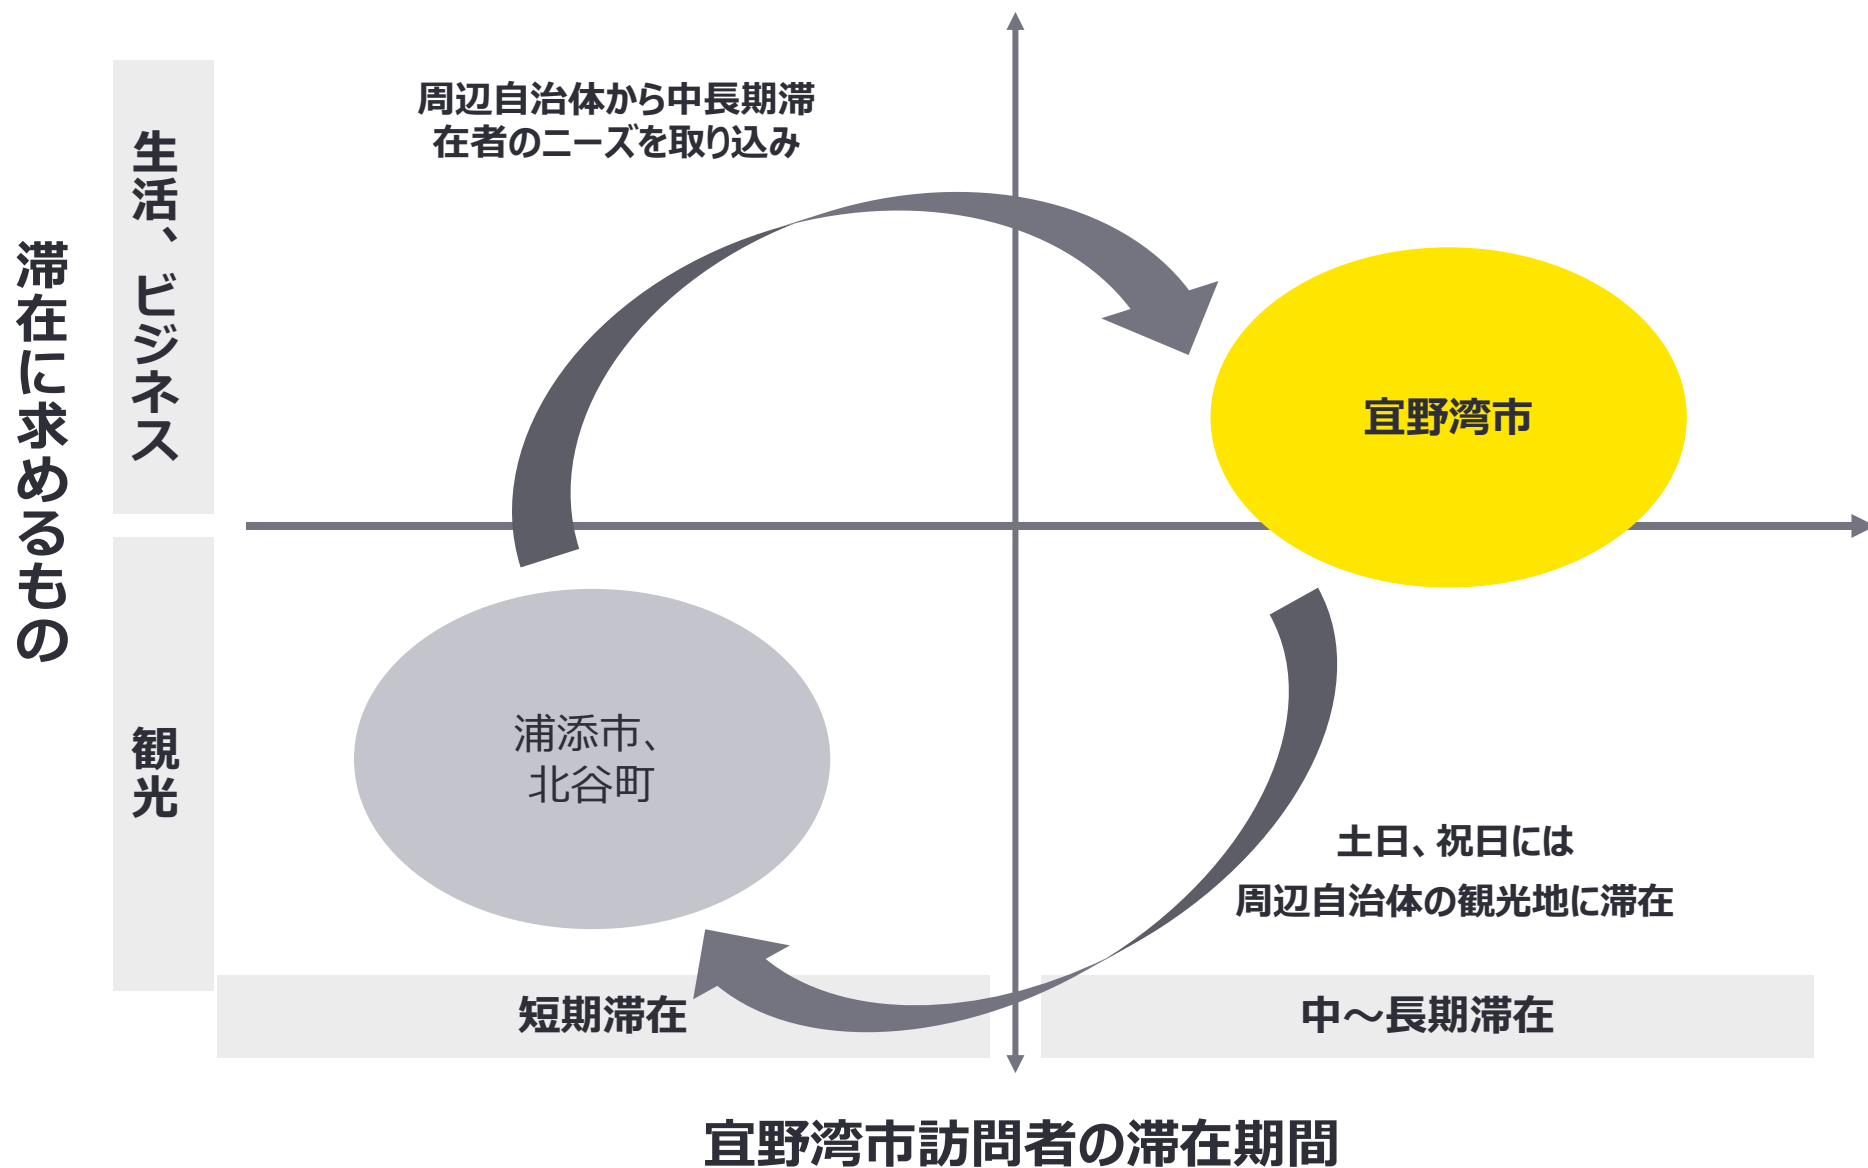 滞在に求めるもの
生活、ビジネス
観光
周辺自治体から中長期滞
在者のニーズを取り込み
宜野湾市
浦添市、
北谷町
土日、祝日には
周辺自治体の観光地に滞在
短期滞在
中～長期滞在
宜野湾市訪問者の滞在期間